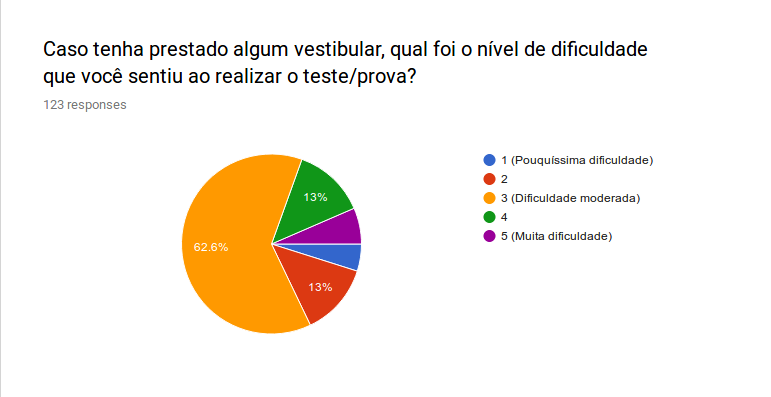 Caso tenha prestado algum vestibular, qual foi o nível de dificuldade
que você sentiu ao realizar o teste/prova?
123 responses
13%
62.6%
13%
1 (Pouquíssima dificuldade)
2
3 (Dificuldade moderada)
4
5 (Muita dificuldade)